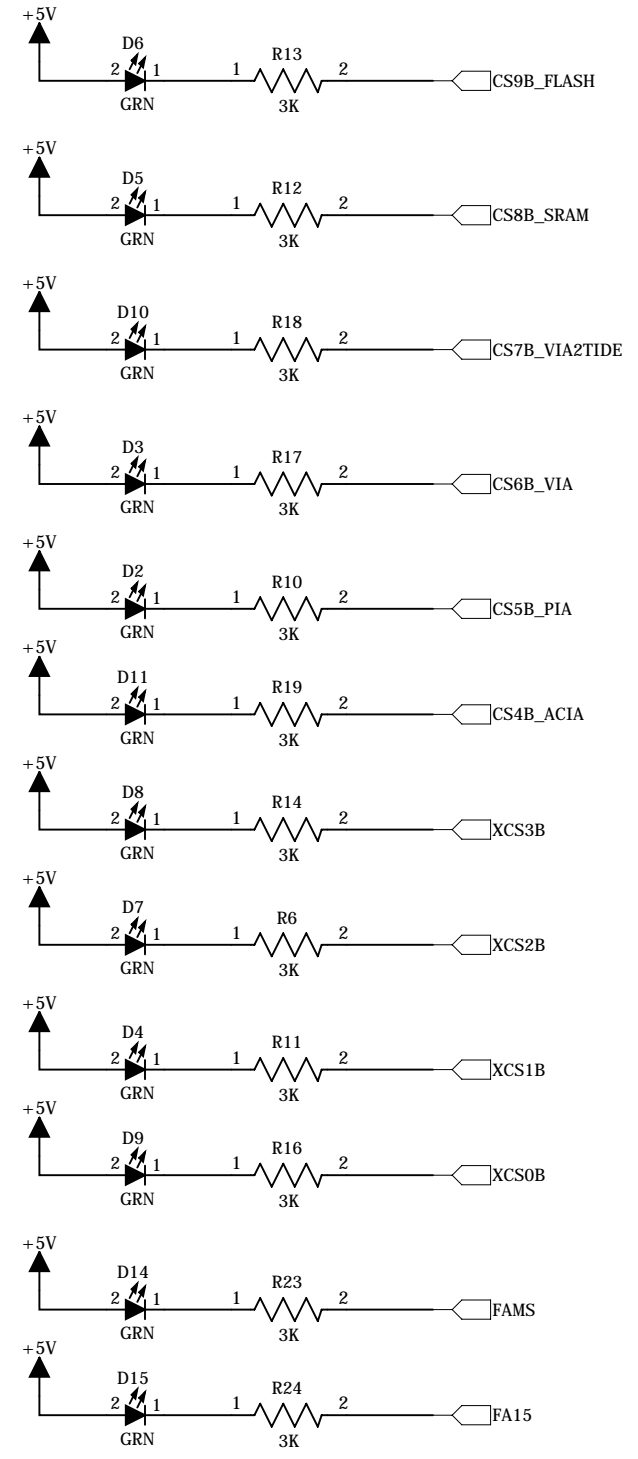 +5V
D6
R13
2 1 1 2
CS9B_FLASH
GRN 3K
+5V
D5
R12
2 1 1 2
CS8B_SRAM
GRN 3K
+5V
D10
R18
2 1 1 2
CS7B_VIA2TIDE
GRN 3K
+5V
D3
R17
2 1 1 2
CS6B_VIA
GRN 3K
+5V
D2
R10
2 1 1 2
CS5B_PIA
GRN 3K
+5V
D11
R19
2 1 1 2
CS4B_ACIA
GRN 3K
+5V
D8
R14
2 1 1 2
XCS3B
GRN 3K
+5V
D7
R6
2 1 1 2
XCS2B
GRN 3K
+5V
D4
R11
2 1 1 2
XCS1B
GRN 3K
+5V
D9
R16
2 1 1 2
XCS0B
GRN 3K
+5V
D14
R23
2 1 1 2
FAMS
GRN 3K
+5V
D15
R24
2 1 1 2
FA15
GRN 3K